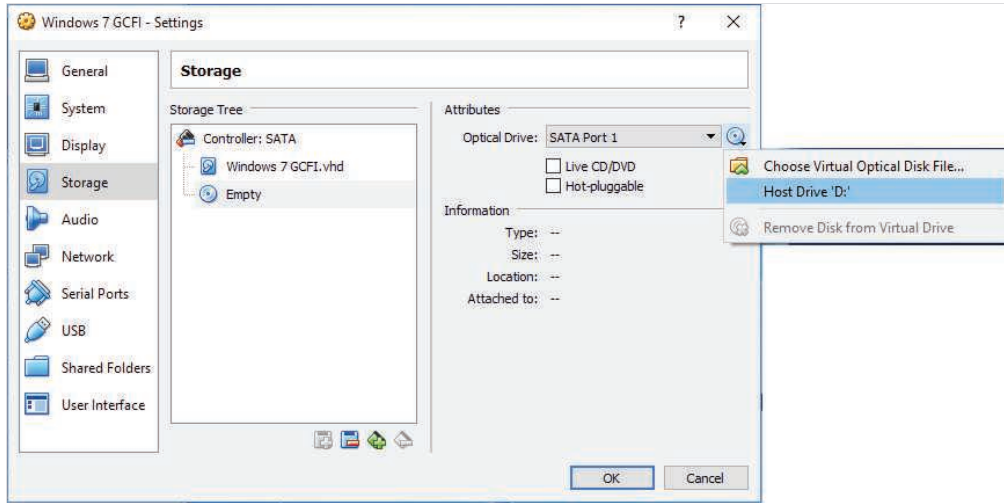 Windows 7 GCFI - Settings
? ×
General
System
Display
Storage
Audio
Network
Serial Ports
USB
Shared Folders
User Interface
Storage
Storage Tree
Controller: SATA
Windows 7 GCFI.vhd
Empty
Attributes
Optical Drive: SATA Port 1
Live CD/DVD
Hot-pluggable
Information
Type: --
Size: --
Location: --
Attached to: --
Choose Virtual Optical Disk File...
Host Drive 'D:'
Remove Disk from Virtual Drive
OK Cancel